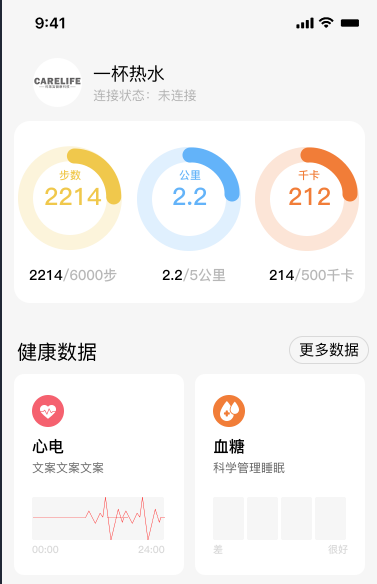 9:41
CARELIFE
一杯热水
连接状态：未连接
步数
2214
公里
2.2
千卡
212
2214/6000步
2.2/5公里
214/500千卡
健康数据
更多数据
心电
文案文案文案
00:00
24:00
血糖
科学管理睡眠
差
很好